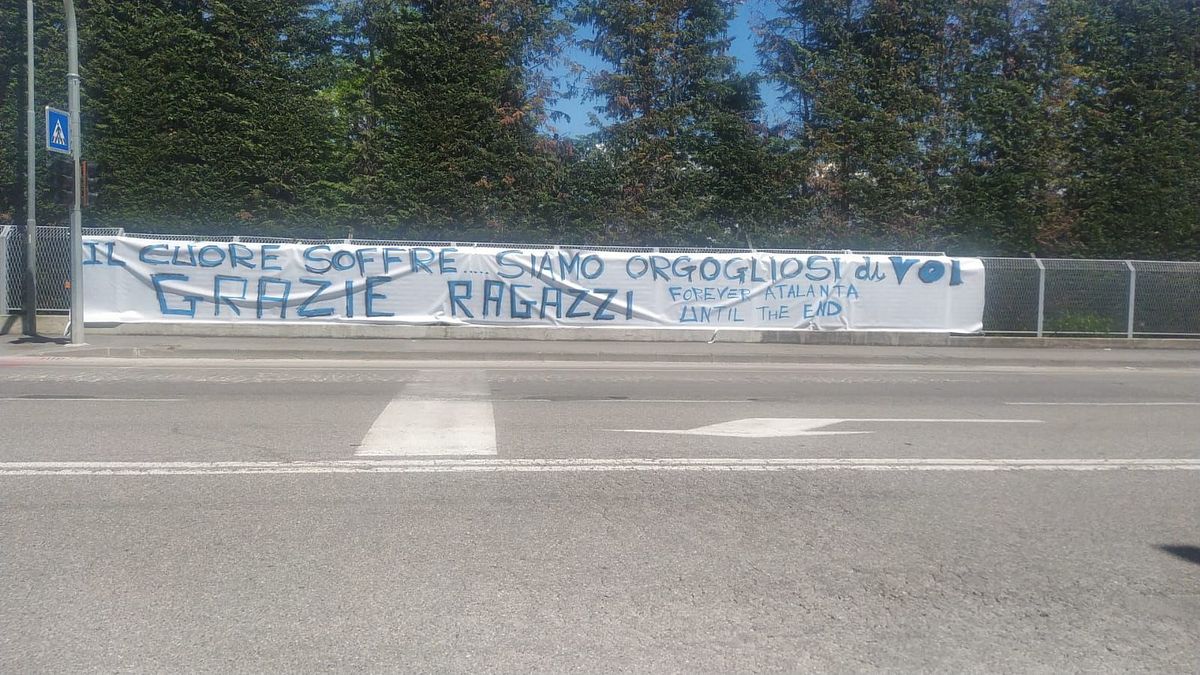 IL CUORE SOFFRE..... SIAMO ORGOGLIOSI di VOI
GRAZIE RAGAZZI
FOREVER ATALANTA
UNTIL THE END